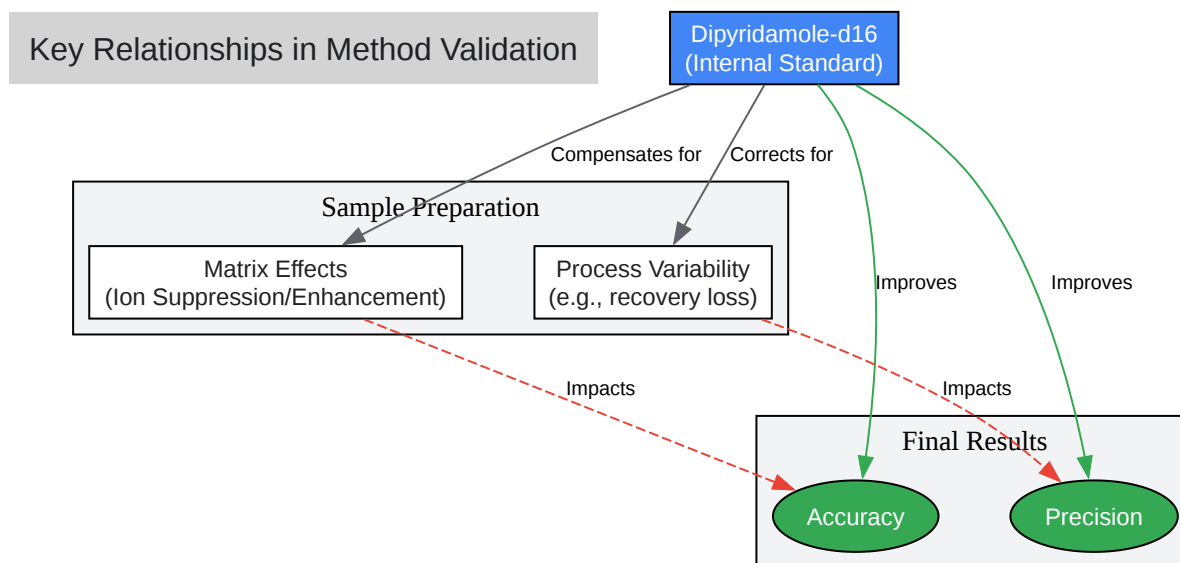 Key Relationships in Method Validation
Dipyridamole-d16
(Internal Standard)
Compensates for
Corrects for
Sample Preparation
Matrix Effects
(Ion Suppression/Enhancement)
Process Variability
(e.g., recovery loss)
Improves
Improves
Impacts
Impacts
Final Results
Accuracy
Precision